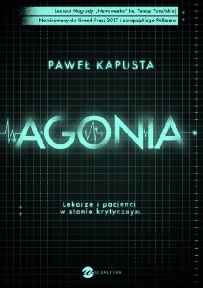 Laureat Nagrody „Newsweeka” im. Teresy Torańskiej
Nominowany do Grand Press 2017 i europejskiego Politzera
PAWEŁ KAPUSTA
AGONIA
Lekarze i pacjenci
w stanie krytycznym